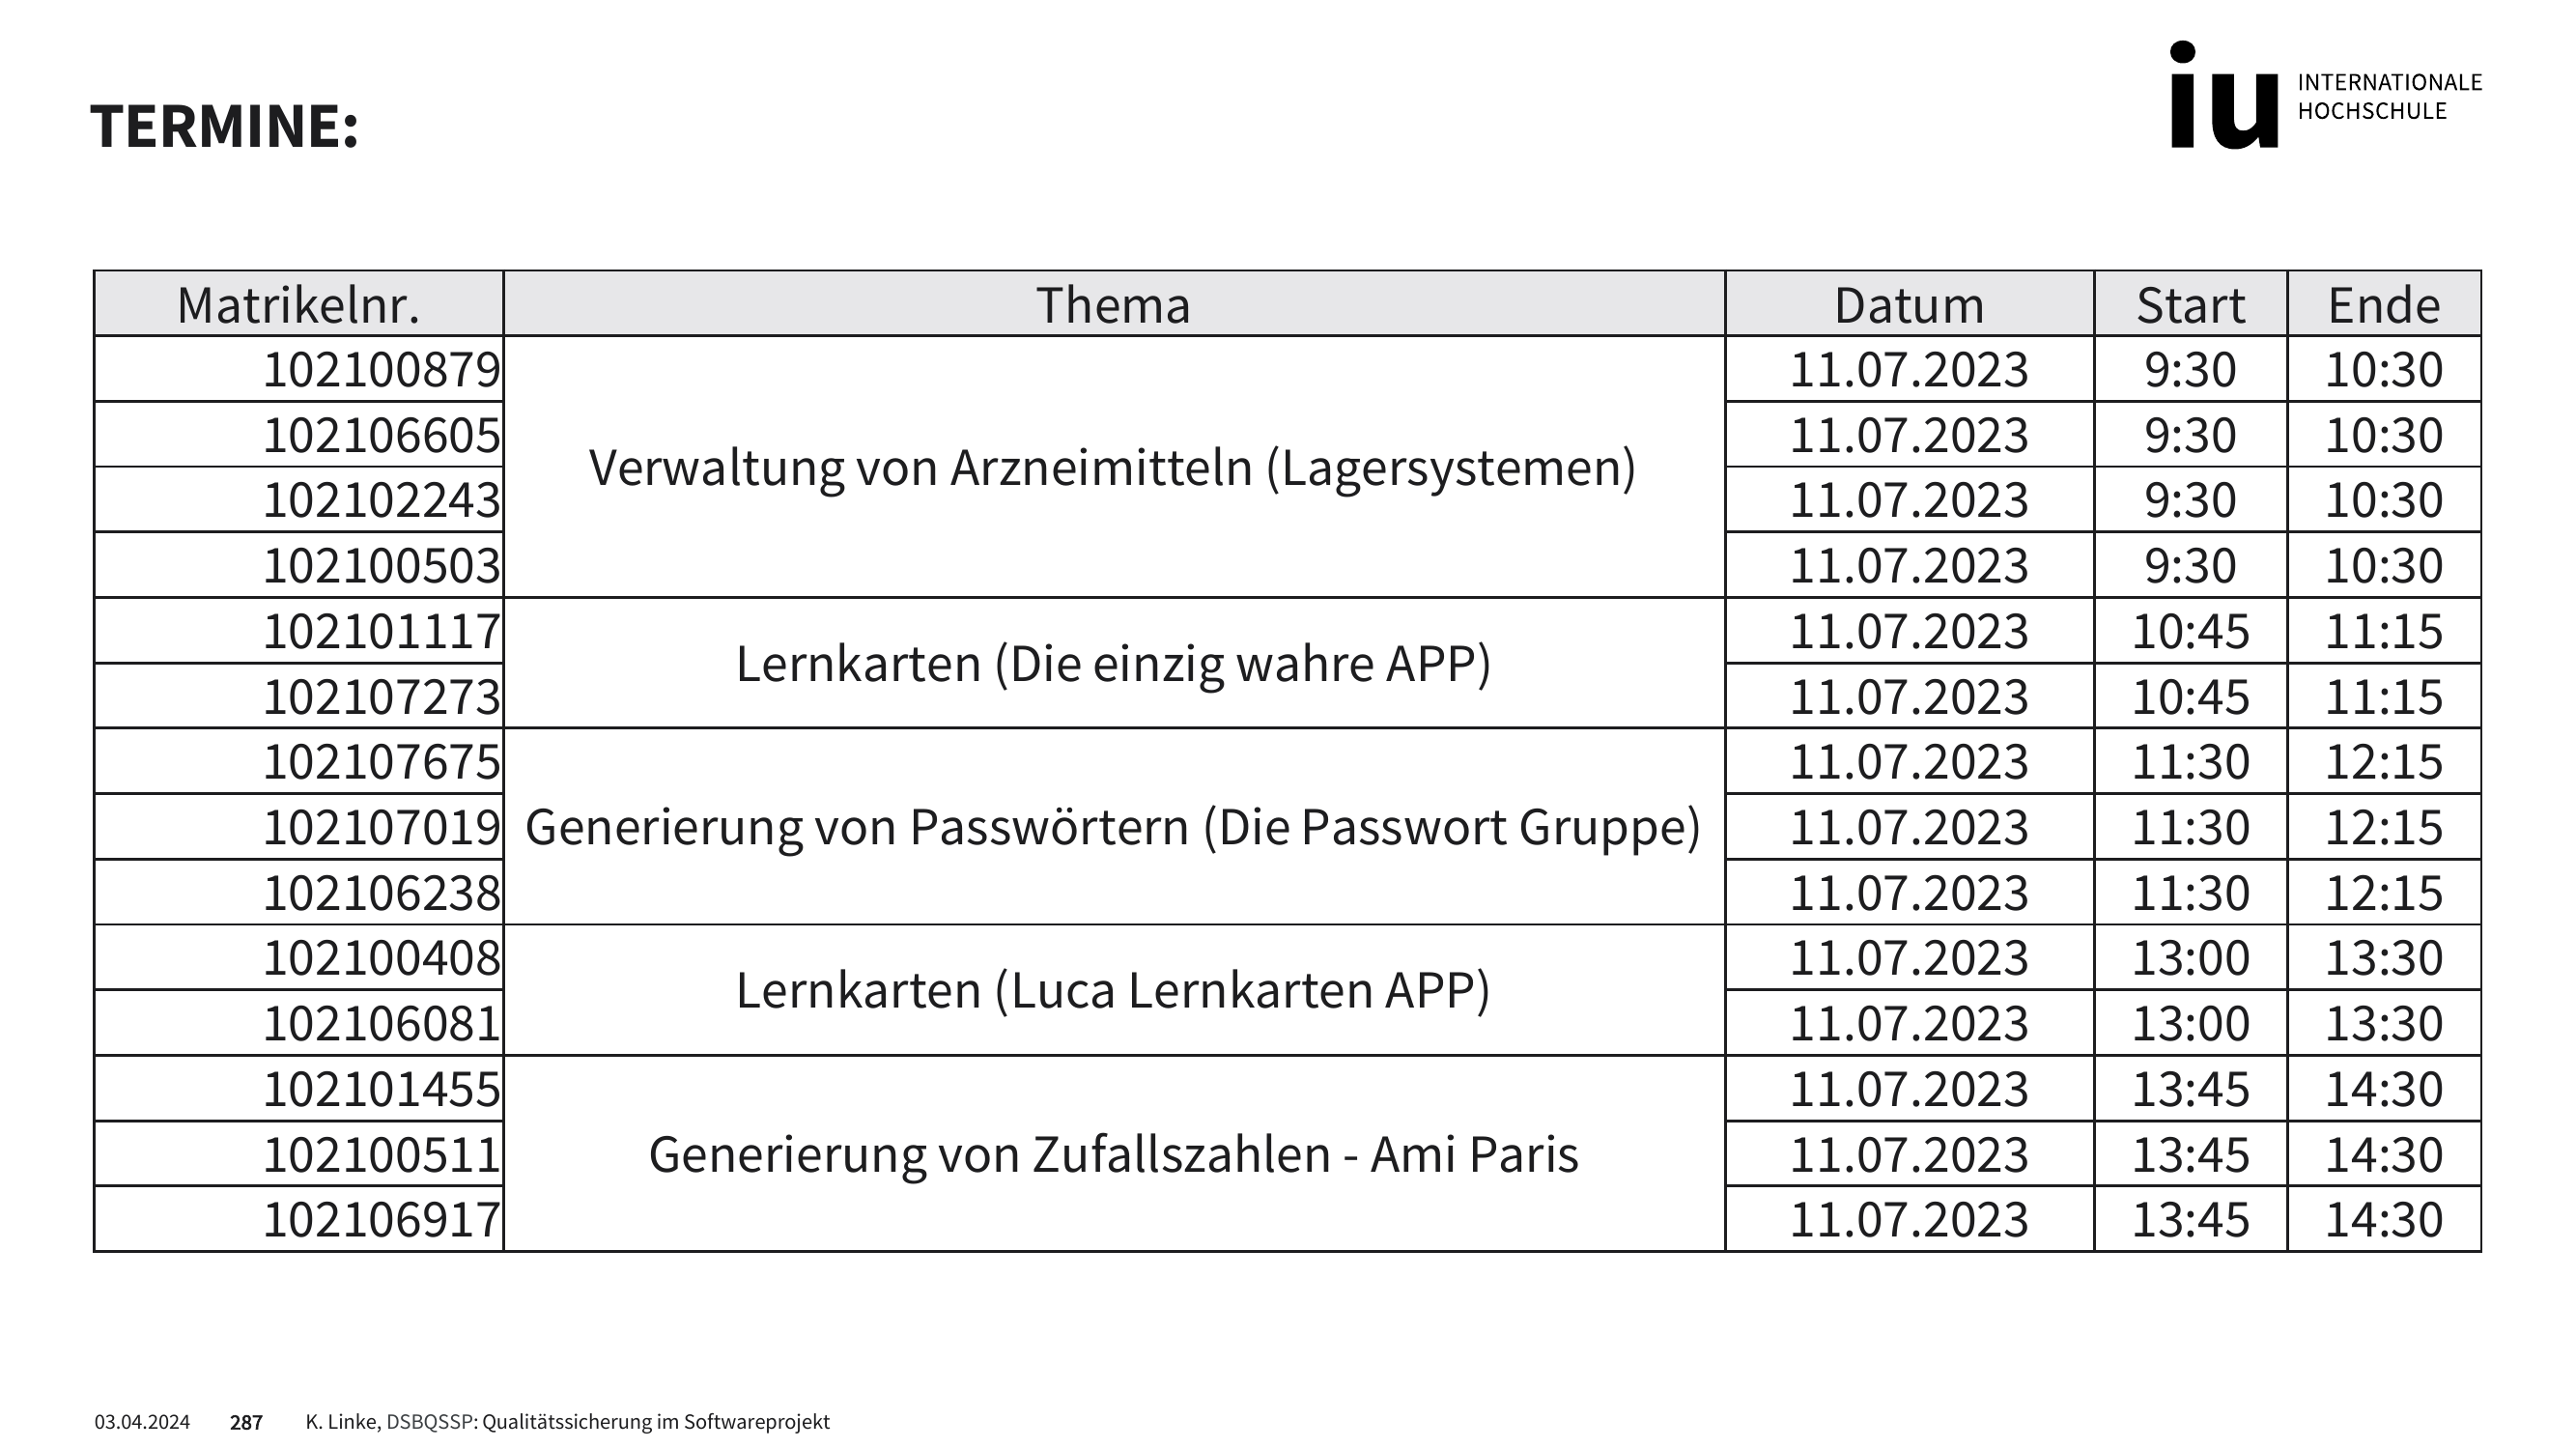 TERMINE:
iu INTERNATIONALE
HOCHSCHULE
Matrikelnr. Thema Datum Start Ende
102100879 11.07.2023 9:30 10:30
102106605 11.07.2023 9:30 10:30
Verwaltung von Arzneimitteln (Lagersystemen)
102102243 11.07.2023 9:30 10:30
102100503 11.07.2023 9:30 10:30
102101117 11.07.2023 10:45 11:15
Lernkarten (Die einzig wahre APP)
102107273 11.07.2023 10:45 11:15
102107675 11.07.2023 11:30 12:15
102107019 Generierung von Passwörtern (Die Passwort Gruppe) 11.07.2023 11:30 12:15
102106238 11.07.2023 11:30 12:15
102100408 11.07.2023 13:00 13:30
Lernkarten (Luca Lernkarten APP)
102106081 11.07.2023 13:00 13:30
102101455 11.07.2023 13:45 14:30
102100511 Generierung von Zufallszahlen - Ami Paris 11.07.2023 13:45 14:30
102106917 11.07.2023 13:45 14:30
03.04.2024 287 K. Linke, DSBQSSP: Qualitätssicherung im Softwareprojekt